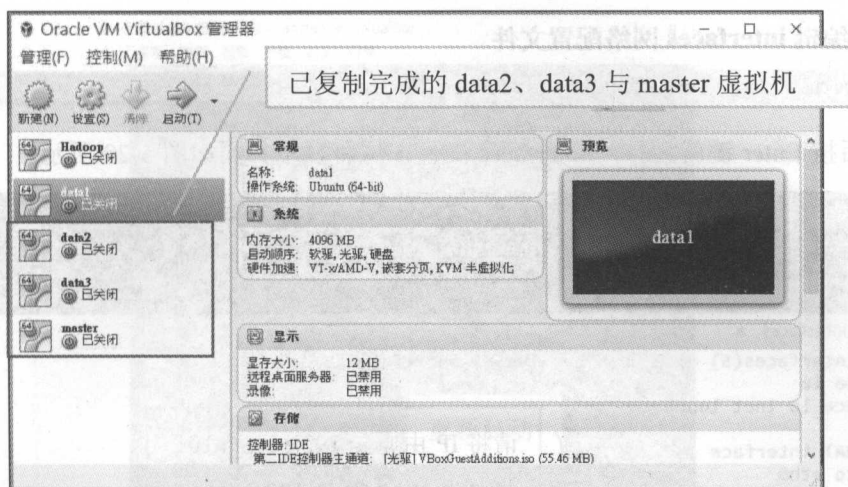 Oracle VM VirtualBox 管理器
管理(F) 控制(M) 帮助(H)
已复制完成的 data2、data3 与 master 虚拟机
新建(N) 设置(S) 清除 启动(T)
Hadoop
已关闭
data1
已关闭
data2
已关闭
data3
已关闭
master
已关闭
常规
名称: data1
操作系统: Ubuntu (64-bit)
系统
内存大小: 4096 MB
启动顺序: 软驱, 光驱, 硬盘
硬件加速: VT-x/AMD-V, 嵌套分页, KVM 半虚拟化
预览
data1
显示
显存大小: 12 MB
远程桌面服务器: 已禁用
录像: 已禁用
存储
控制器: IDE
第二IDE控制器主通道: [光驱] VBoxGuestAdditions.iso (55.46 MB)